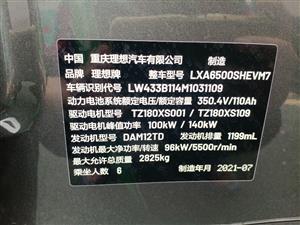 中国 重庆理想汽车有限公司 制造
品牌 理想牌 整车型号 LXA6500SHEVM7
车辆识别代号 LW433B114M1031109
动力电池系统额定电压/额定容量 350.4V/110Ah
驱动电机型号 TZ180XS001 / TZ180XS109
驱动电机峰值功率 100kW / 140kW
发动机型号 DAM12TD 发动机排量 1199mL
发动机最大净功率/转速 96kW/5500r/min
最大允许总质量 2825kg
乘坐人数 6 制造年月 2021-07